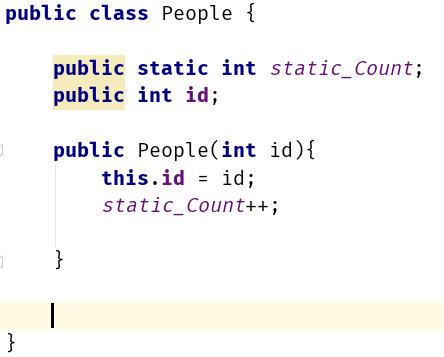 public class People {
public static int static_Count;
public int id;
public People(int id){
this.id = id;
static_Count++;
}
}